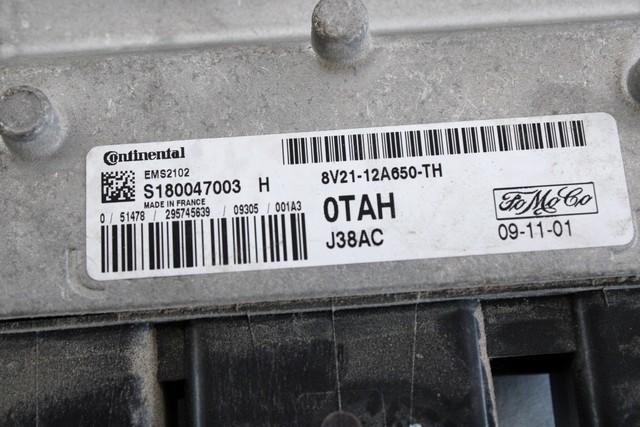 Continental
EMS2102
S180047003 H
MADE IN FRANCE
0 / 51478 / 295745639 / 09305 / 001A3
8V21-12A650-TH
0TAH
J38AC
FoMoCo
09-11-01